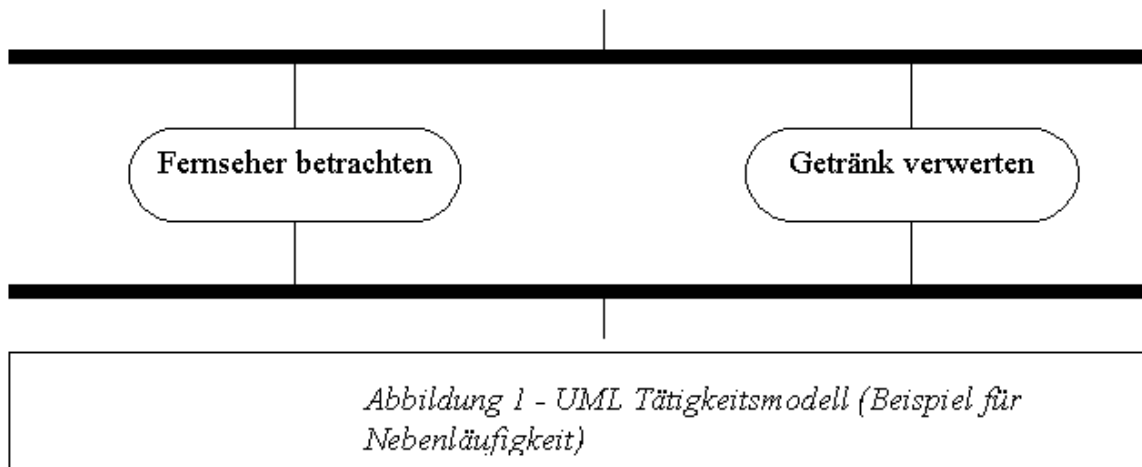 Fernseher betrachten
Getränk verwerten
Abbildung 1 - UML Tätigkeitsmodell (Beispiel für
Nebenläufigkeit)